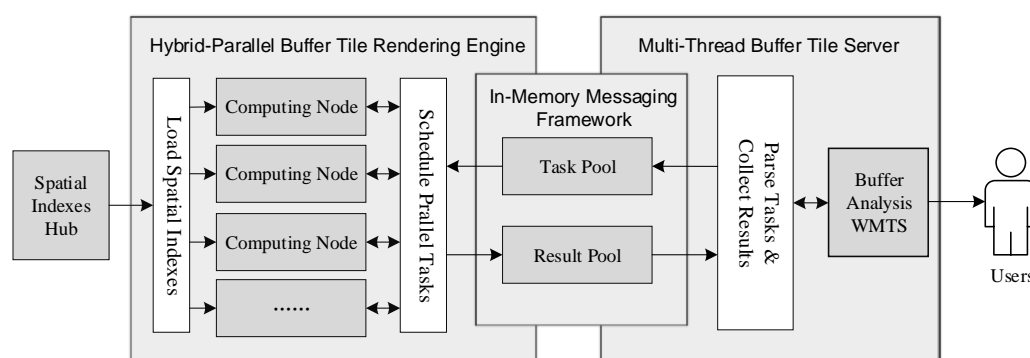 Hybrid-Parallel Buffer Tile Rendering Engine
Multi-Thread Buffer Tile Server
In-Memory Messaging
Framework
Spatial
Indexes
Hub
Load Spatial Indexes
Computing Node
Computing Node
Computing Node
......
Schedule Prallel Tasks
Task Pool
Result Pool
Parse Tasks &
Collect Results
Buffer
Analysis
WMTS
Users